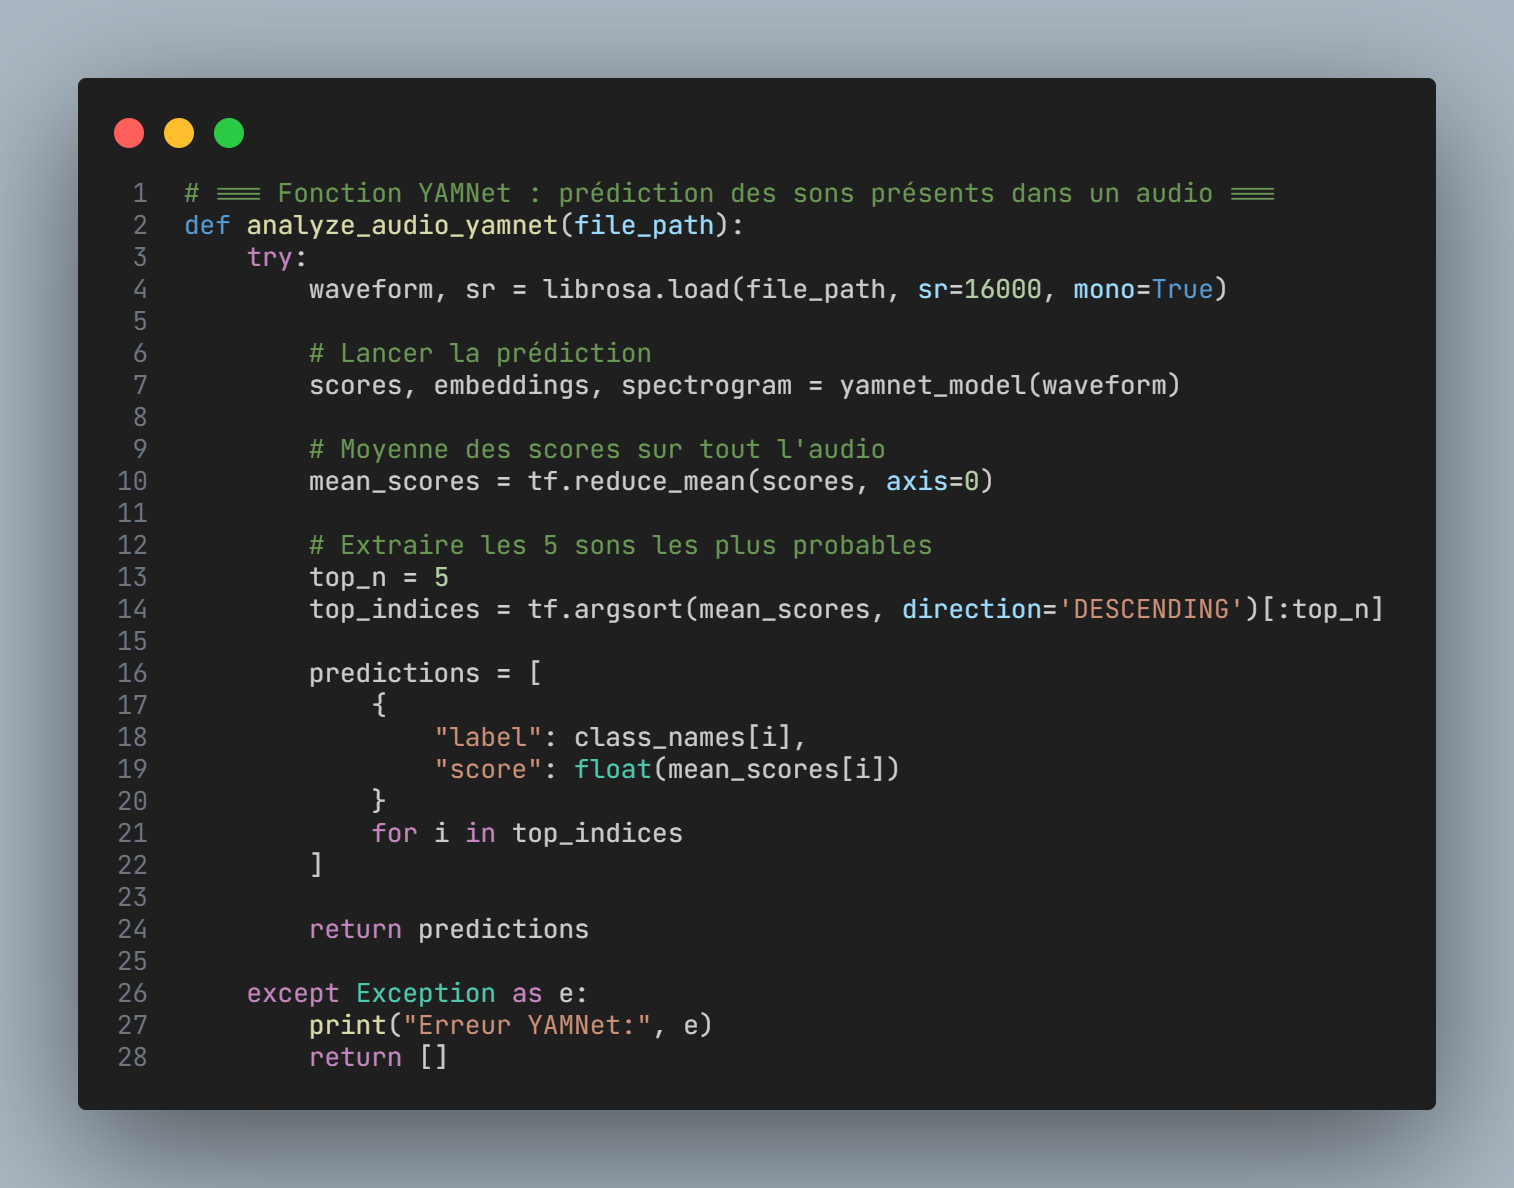 1 # === Fonction YAMNet : prédiction des sons présents dans un audio ===
2 def analyze_audio_yamnet(file_path):
3     try:
4         waveform, sr = librosa.load(file_path, sr=16000, mono=True)
5
6         # Lancer la prédiction
7         scores, embeddings, spectrogram = yamnet_model(waveform)
8
9         # Moyenne des scores sur tout l'audio
10         mean_scores = tf.reduce_mean(scores, axis=0)
11
12         # Extraire les 5 sons les plus probables
13         top_n = 5
14         top_indices = tf.argsort(mean_scores, direction='DESCENDING')[:top_n]
15
16         predictions = [
17             {
18                 "label": class_names[i],
19                 "score": float(mean_scores[i])
20             }
21             for i in top_indices
22         ]
23
24         return predictions
25
26     except Exception as e:
27         print("Erreur YAMNet:", e)
28         return []